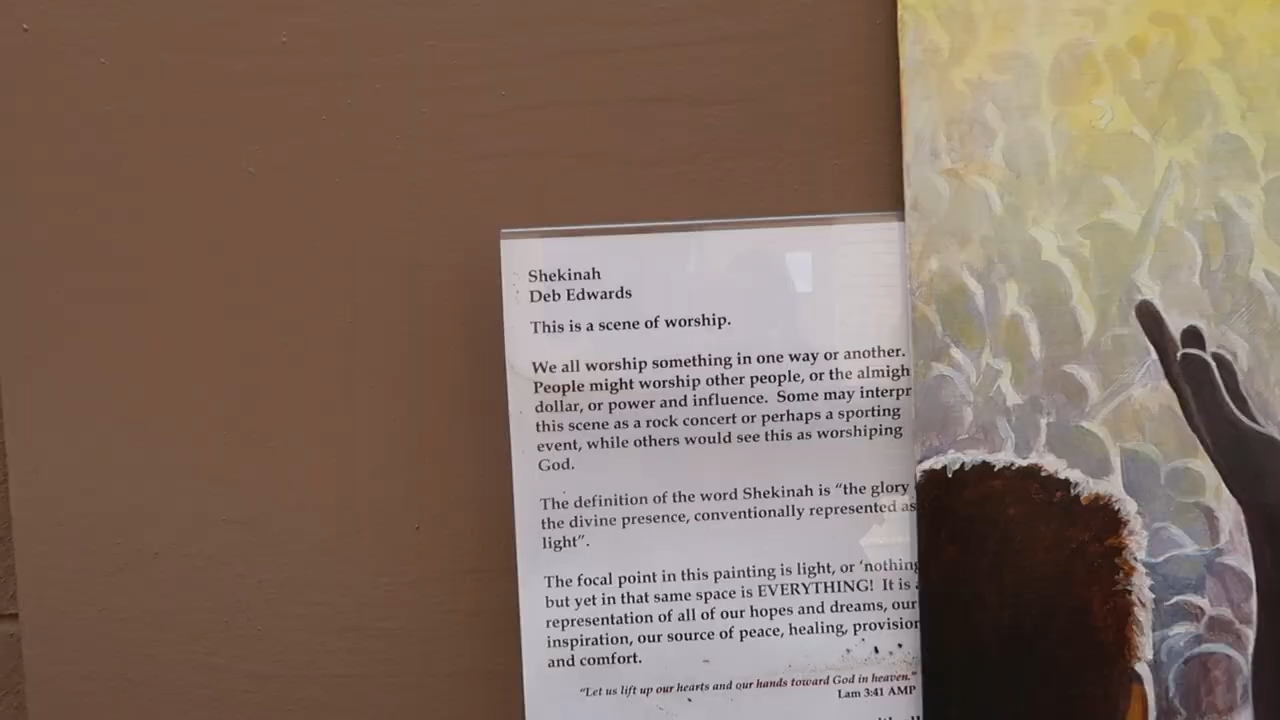 Shekinah
Deb Edwards
This is a scene of worship.
We all worship something in one way or another.
People might worship other people, or the almigh
dollar, or power and influence. Some may interpr
this scene as a rock concert or perhaps a sporting
event, while others would see this as worshiping
God.
The definition of the word Shekinah is “the glory
the divine presence, conventionally represented as
light”.
The focal point in this painting is light, or ‘nothing
but yet in that same space is EVERYTHING! It is
representation of all of our hopes and dreams, our
inspiration, our source of peace, healing, provision
and comfort.
“Let us lift up our hearts and our hands toward God in heaven.”
Lam 3:41 AMP